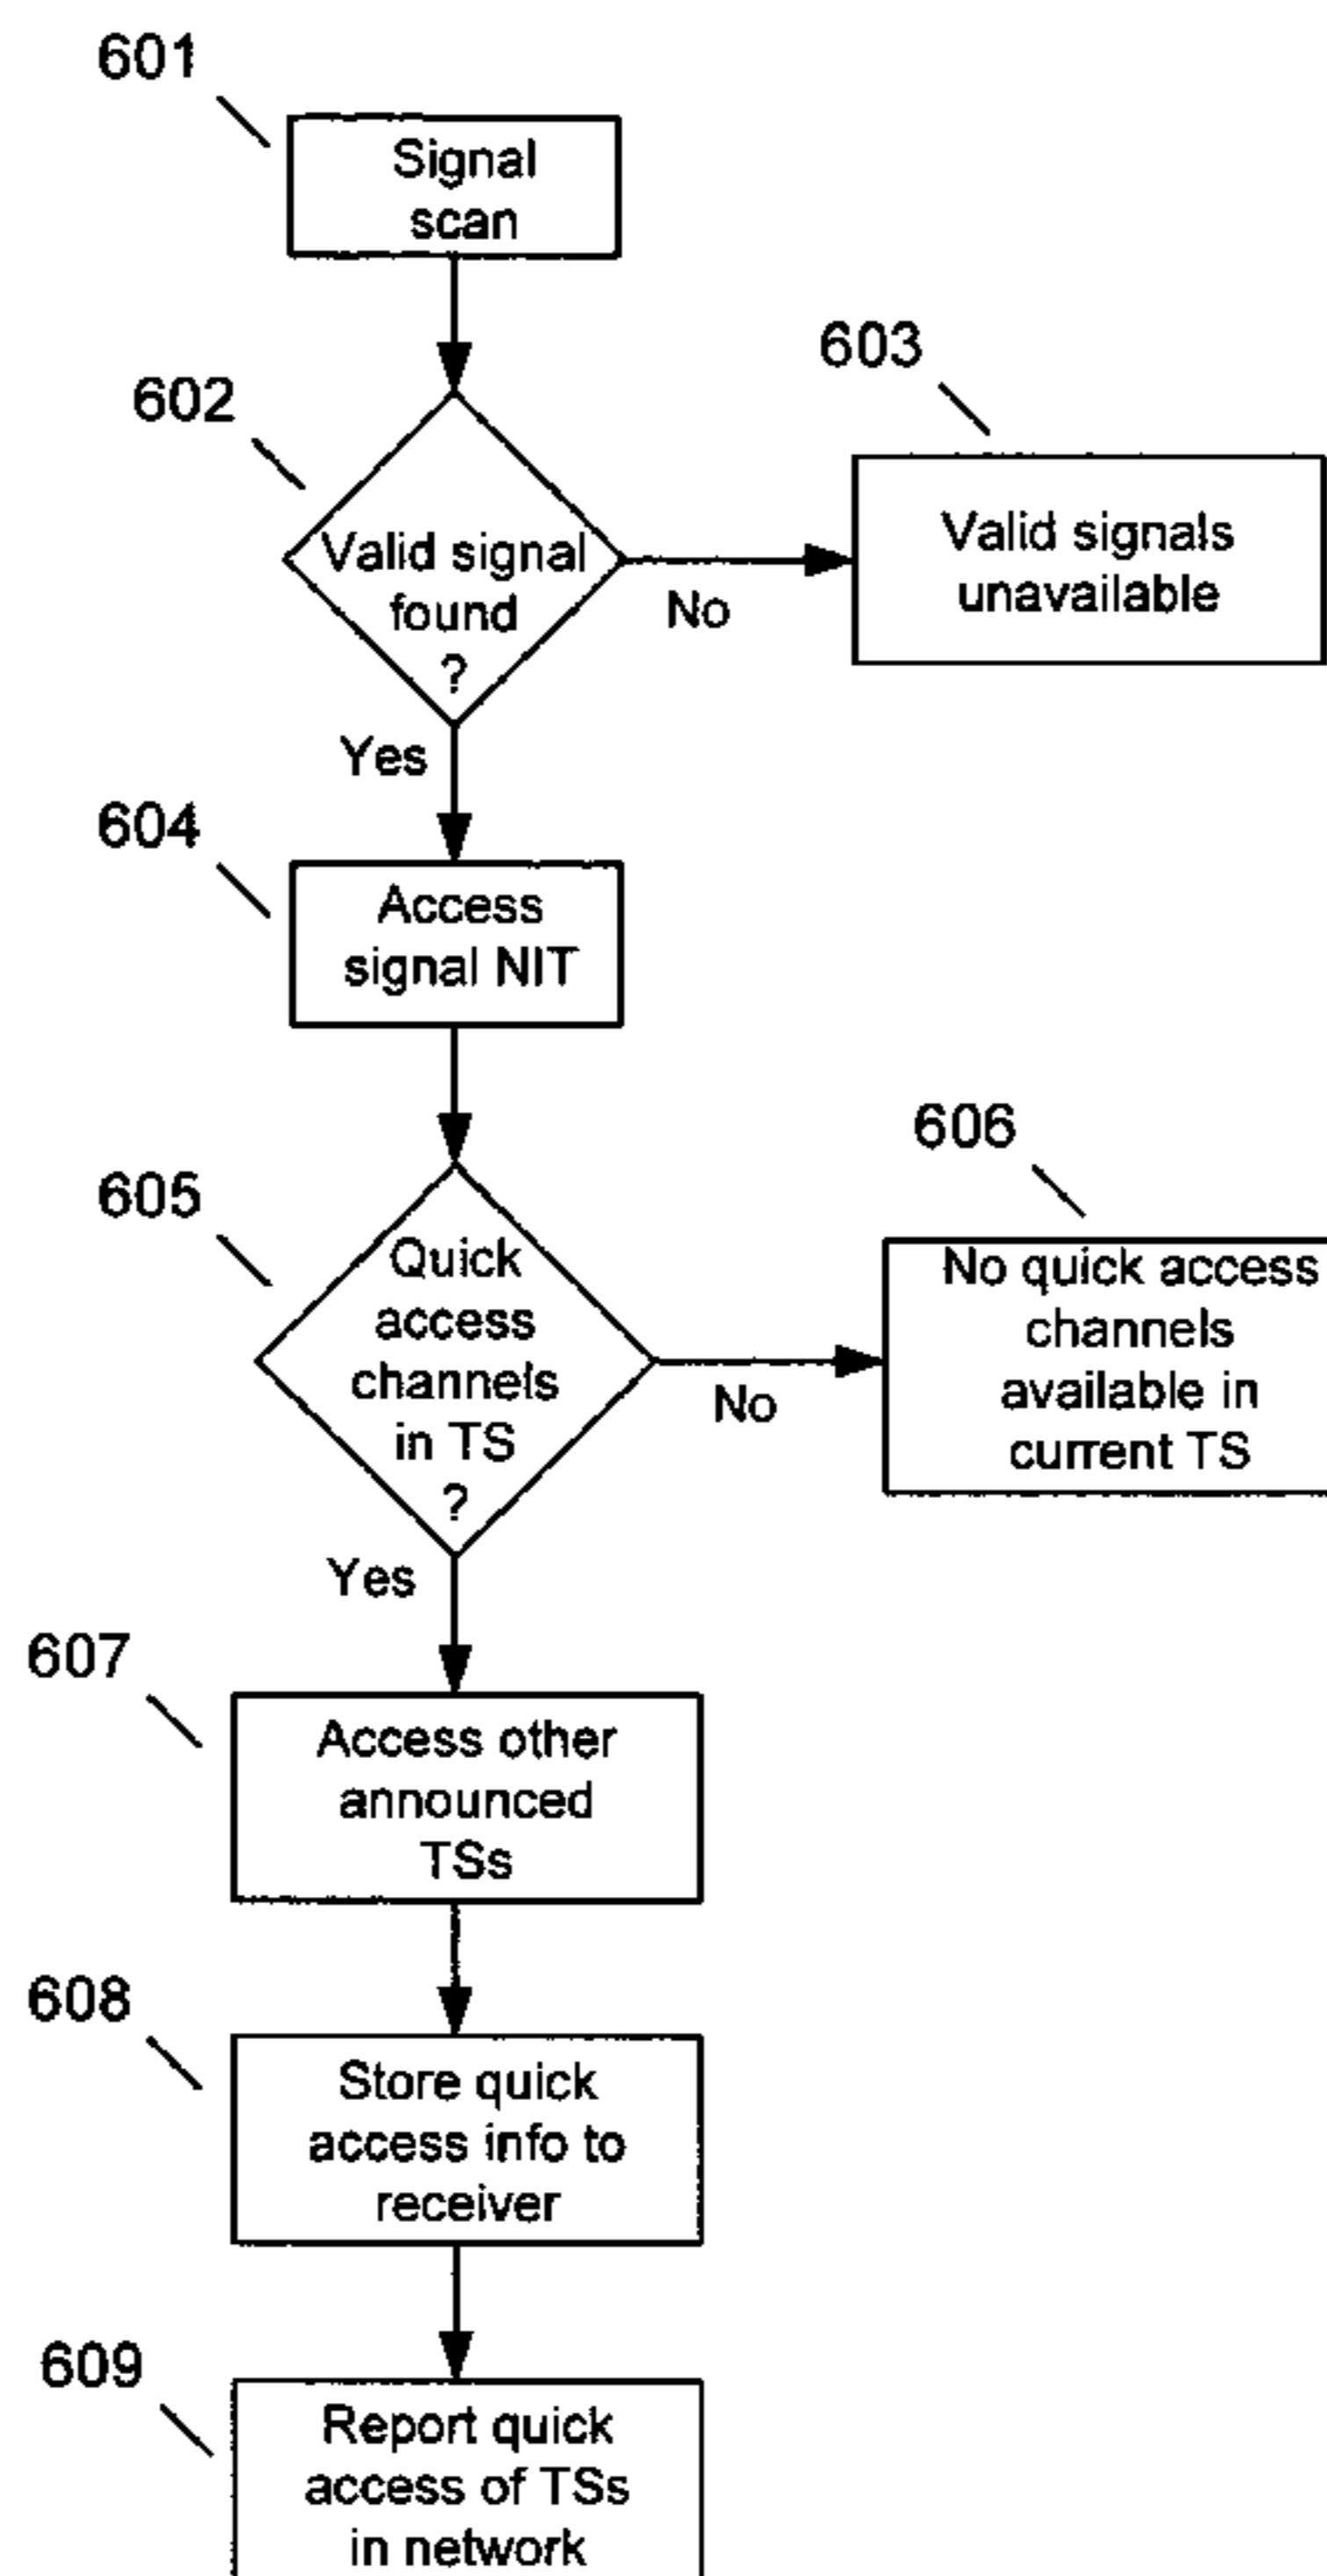 601
Signal
scan
602
Valid signal
found
?
No
603
Valid signals
unavailable
Yes
604
Access
signal NIT
605
Quick
access
channels
in TS
?
No
606
No quick access
channels
available in
current TS
Yes
607
Access other
announced
TSs
608
Store quick
access info to
receiver
609
Report quick
access of TSs
in network